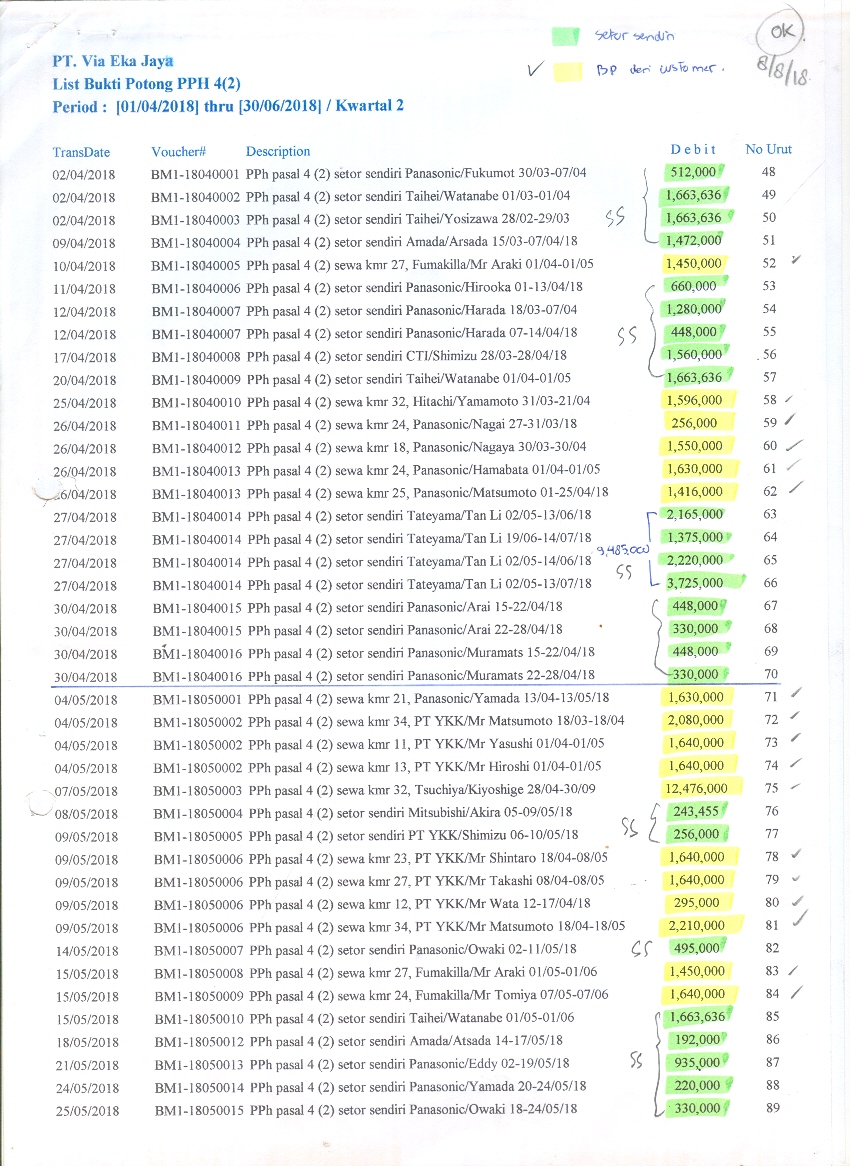 setor sendiri
OK
PT. Via Eka Jaya
✓ BP dari customer.
8/8/18.
List Bukti Potong PPH 4(2)
Period : [01/04/2018] thru [30/06/2018] / Kwartal 2
TransDate Voucher# Description Debit No Urut
02/04/2018 BM1-18040001 PPh pasal 4 (2) setor sendiri Panasonic/Fukumot 30/03-07/04 512,000 48
02/04/2018 BM1-18040002 PPh pasal 4 (2) setor sendiri Taihei/Watanabe 01/03-01/04 1,663,636 49
02/04/2018 BM1-18040003 PPh pasal 4 (2) setor sendiri Taihei/Yosizawa 28/02-29/03 SS 1,663,636 50
09/04/2018 BM1-18040004 PPh pasal 4 (2) setor sendiri Amada/Arsada 15/03-07/04/18 1,472,000 51
10/04/2018 BM1-18040005 PPh pasal 4 (2) sewa kmr 27, Fumakilla/Mr Araki 01/04-01/05 1,450,000 52 ✓
11/04/2018 BM1-18040006 PPh pasal 4 (2) setor sendiri Panasonic/Hirooka 01-13/04/18 660,000 53
12/04/2018 BM1-18040007 PPh pasal 4 (2) setor sendiri Panasonic/Harada 18/03-07/04 1,280,000 54
12/04/2018 BM1-18040007 PPh pasal 4 (2) setor sendiri Panasonic/Harada 07-14/04/18 SS 448,000 55
17/04/2018 BM1-18040008 PPh pasal 4 (2) setor sendiri CTI/Shimizu 28/03-28/04/18 1,560,000 56
20/04/2018 BM1-18040009 PPh pasal 4 (2) setor sendiri Taihei/Watanabe 01/04-01/05 1,663,636 57
25/04/2018 BM1-18040010 PPh pasal 4 (2) sewa kmr 32, Hitachi/Yamamoto 31/03-21/04 1,596,000 58 ✓
26/04/2018 BM1-18040011 PPh pasal 4 (2) sewa kmr 24, Panasonic/Nagai 27-31/03/18 256,000 59 ✓
26/04/2018 BM1-18040012 PPh pasal 4 (2) sewa kmr 18, Panasonic/Nagaya 30/03-30/04 1,550,000 60 ✓
26/04/2018 BM1-18040013 PPh pasal 4 (2) sewa kmr 24, Panasonic/Hamabata 01/04-01/05 1,630,000 61 ✓
26/04/2018 BM1-18040013 PPh pasal 4 (2) sewa kmr 25, Panasonic/Matsumoto 01-25/04/18 1,416,000 62 ✓
27/04/2018 BM1-18040014 PPh pasal 4 (2) setor sendiri Tateyama/Tan Li 02/05-13/06/18 2,165,000 63
27/04/2018 BM1-18040014 PPh pasal 4 (2) setor sendiri Tateyama/Tan Li 19/06-14/07/18 1,375,000 64
9,485,000
27/04/2018 BM1-18040014 PPh pasal 4 (2) setor sendiri Tateyama/Tan Li 02/05-14/06/18 2,220,000 65
SS
27/04/2018 BM1-18040014 PPh pasal 4 (2) setor sendiri Tateyama/Tan Li 02/05-13/07/18 3,725,000 66
30/04/2018 BM1-18040015 PPh pasal 4 (2) setor sendiri Panasonic/Arai 15-22/04/18 448,000 67
30/04/2018 BM1-18040015 PPh pasal 4 (2) setor sendiri Panasonic/Arai 22-28/04/18 330,000 68
30/04/2018 BM1-18040016 PPh pasal 4 (2) setor sendiri Panasonic/Muramats 15-22/04/18 448,000 69
30/04/2018 BM1-18040016 PPh pasal 4 (2) setor sendiri Panasonic/Muramats 22-28/04/18 330,000 70
04/05/2018 BM1-18050001 PPh pasal 4 (2) sewa kmr 21, Panasonic/Yamada 13/04-13/05/18 1,630,000 71 ✓
04/05/2018 BM1-18050002 PPh pasal 4 (2) sewa kmr 34, PT YKK/Mr Matsumoto 18/03-18/04 2,080,000 72 ✓
04/05/2018 BM1-18050002 PPh pasal 4 (2) sewa kmr 11, PT YKK/Mr Yasushi 01/04-01/05 1,640,000 73 ✓
04/05/2018 BM1-18050002 PPh pasal 4 (2) sewa kmr 13, PT YKK/Mr Hiroshi 01/04-01/05 1,640,000 74 ✓
07/05/2018 BM1-18050003 PPh pasal 4 (2) sewa kmr 32, Tsuchiya/Kiyoshige 28/04-30/09 12,476,000 75 ✓
08/05/2018 BM1-18050004 PPh pasal 4 (2) setor sendiri Mitsubishi/Akira 05-09/05/18 243,455 76
SS
09/05/2018 BM1-18050005 PPh pasal 4 (2) setor sendiri PT YKK/Shimizu 06-10/05/18 256,000 77
09/05/2018 BM1-18050006 PPh pasal 4 (2) sewa kmr 23, PT YKK/Mr Shintaro 18/04-08/05 1,640,000 78 ✓
09/05/2018 BM1-18050006 PPh pasal 4 (2) sewa kmr 27, PT YKK/Mr Takashi 08/04-08/05 1,640,000 79 ✓
09/05/2018 BM1-18050006 PPh pasal 4 (2) sewa kmr 12, PT YKK/Mr Wata 12-17/04/18 295,000 80 ✓
09/05/2018 BM1-18050006 PPh pasal 4 (2) sewa kmr 34, PT YKK/Mr Matsumoto 18/04-18/05 2,210,000 81 ✓
14/05/2018 BM1-18050007 PPh pasal 4 (2) setor sendiri Panasonic/Owaki 02-11/05/18 SS 495,000 82
15/05/2018 BM1-18050008 PPh pasal 4 (2) sewa kmr 27, Fumakilla/Mr Araki 01/05-01/06 1,450,000 83 ✓
15/05/2018 BM1-18050009 PPh pasal 4 (2) sewa kmr 24, Fumakilla/Mr Tomiya 07/05-07/06 1,640,000 84 ✓
15/05/2018 BM1-18050010 PPh pasal 4 (2) setor sendiri Taihei/Watanabe 01/05-01/06 1,663,636 85
18/05/2018 BM1-18050012 PPh pasal 4 (2) setor sendiri Amada/Atsada 14-17/05/18 192,000 86
21/05/2018 BM1-18050013 PPh pasal 4 (2) setor sendiri Panasonic/Eddy 02-19/05/18 SS 935,000 87
24/05/2018 BM1-18050014 PPh pasal 4 (2) setor sendiri Panasonic/Yamada 20-24/05/18 220,000 88
25/05/2018 BM1-18050015 PPh pasal 4 (2) setor sendiri Panasonic/Owaki 18-24/05/18 330,000 89